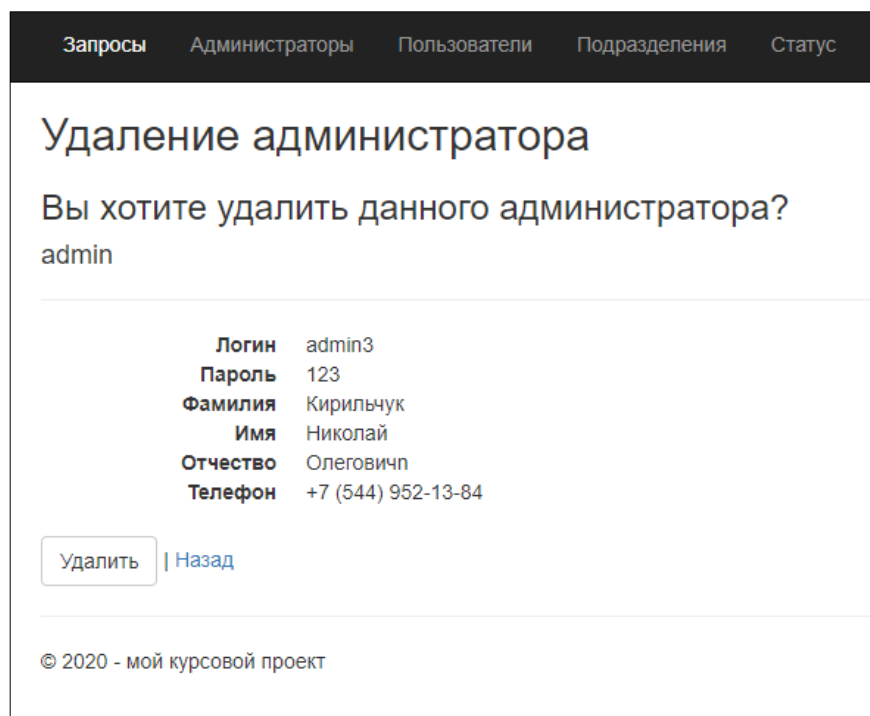 Запросы Администраторы Пользователи Подразделения Статус
Удаление администратора
Вы хотите удалить данного администратора?
admin
Логин admin3
Пароль 123
Фамилия Кирильчук
Имя Николай
Отчество Олеговичn
Телефон +7 (544) 952-13-84
Удалить | Назад
© 2020 - мой курсовой проект